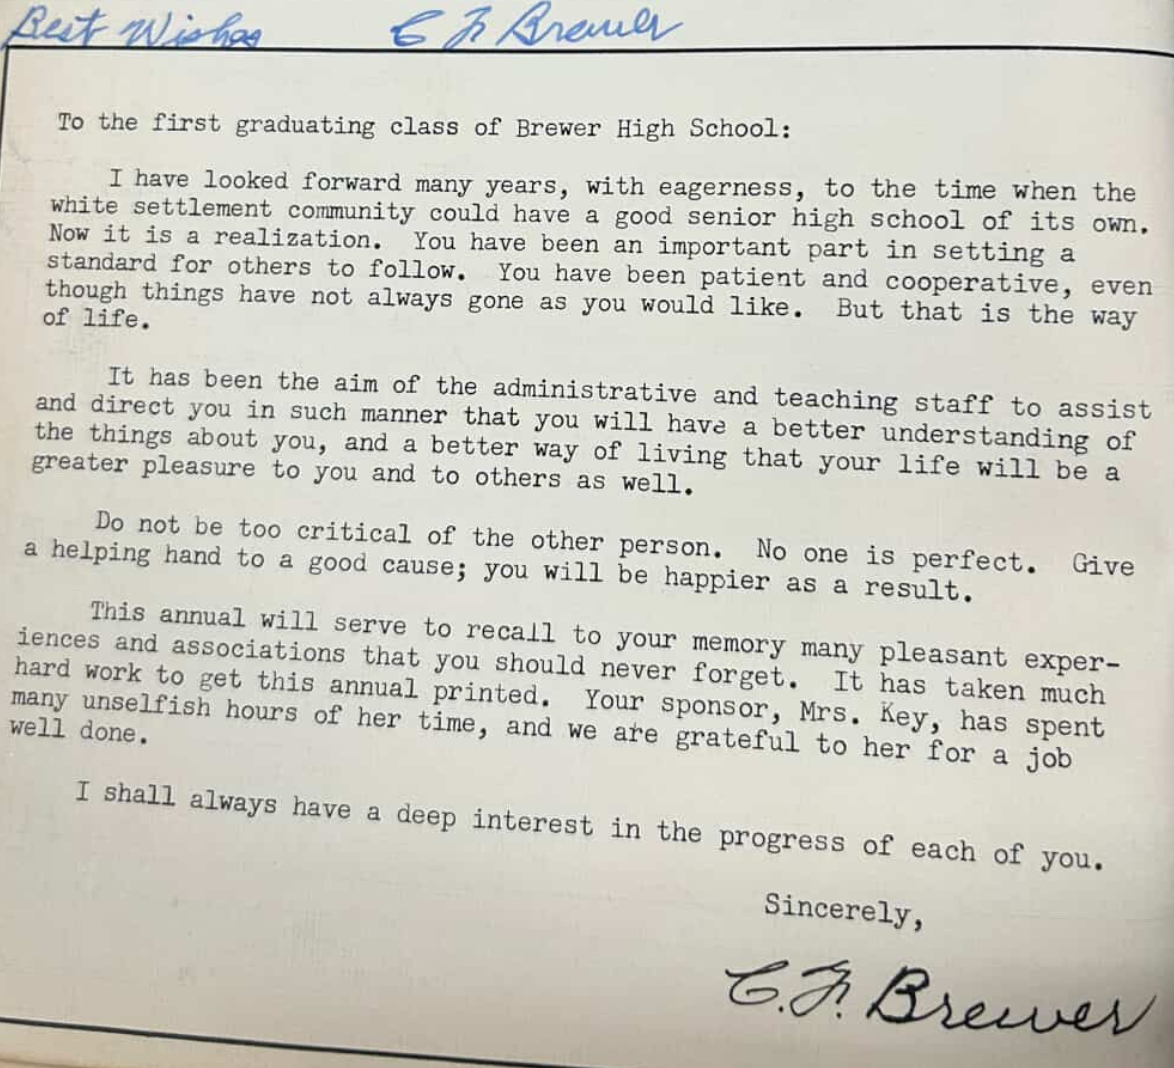 Best Wishes C F Brewer
To the first graduating class of Brewer High School:
I have looked forward many years, with eagerness, to the time when the
white settlement community could have a good senior high school of its own.
Now it is a realization. You have been an important part in setting a
standard for others to follow. You have been patient and cooperative, even
though things have not always gone as you would like. But that is the way
of life.
It has been the aim of the administrative and teaching staff to assist
and direct you in such manner that you will have a better understanding of
the things about you, and a better way of living that your life will be a
greater pleasure to you and to others as well.
Do not be too critical of the other person. No one is perfect. Give
a helping hand to a good cause; you will be happier as a result.
This annual will serve to recall to your memory many pleasant exper-
iences and associations that you should never forget. It has taken much
hard work to get this annual printed. Your sponsor, Mrs. Key, has spent
many unselfish hours of her time, and we are grateful to her for a job
well done.
I shall always have a deep interest in the progress of each of you.
Sincerely,
C.F. Brewer